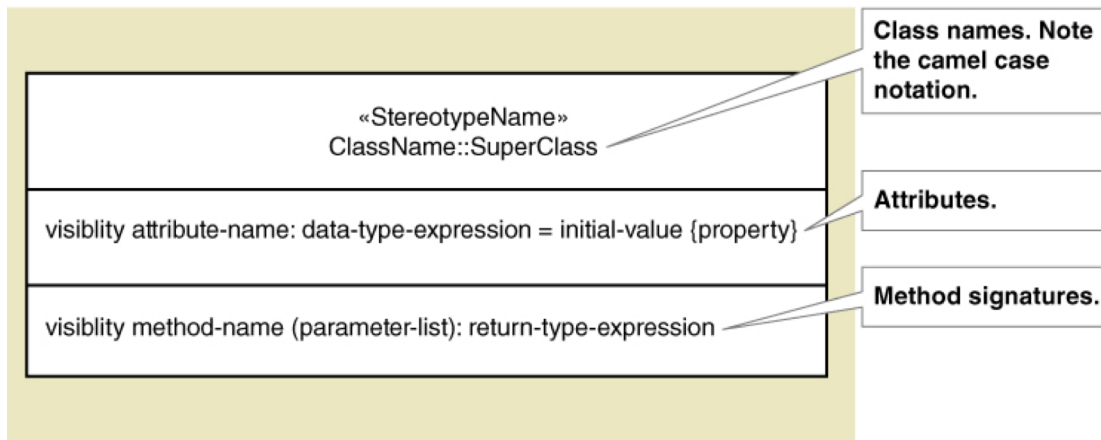 Class names. Note
the camel case
notation.
«StereotypeName»
ClassName::SuperClass
Attributes.
visiblity attribute-name: data-type-expression = initial-value {property}
Method signatures.
visiblity method-name (parameter-list): return-type-expression